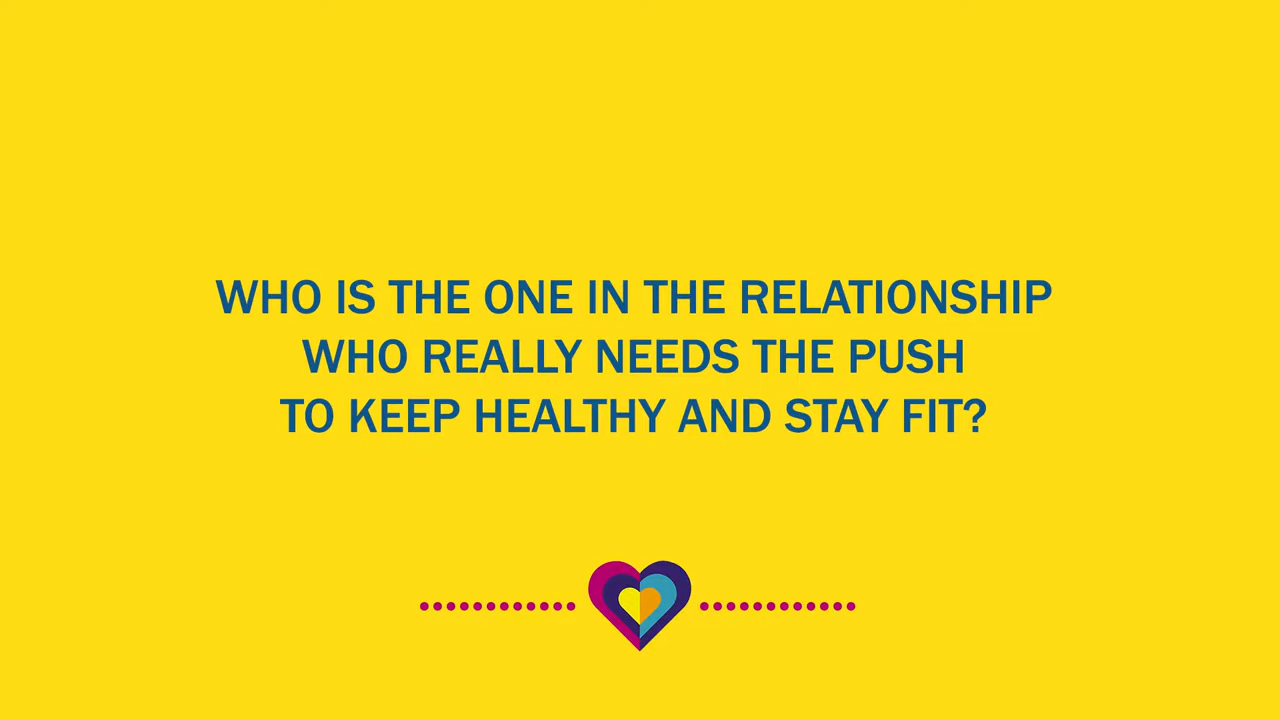 WHO IS THE ONE IN THE RELATIONSHIP
WHO REALLY NEEDS THE PUSH
TO KEEP HEALTHY AND STAY FIT?